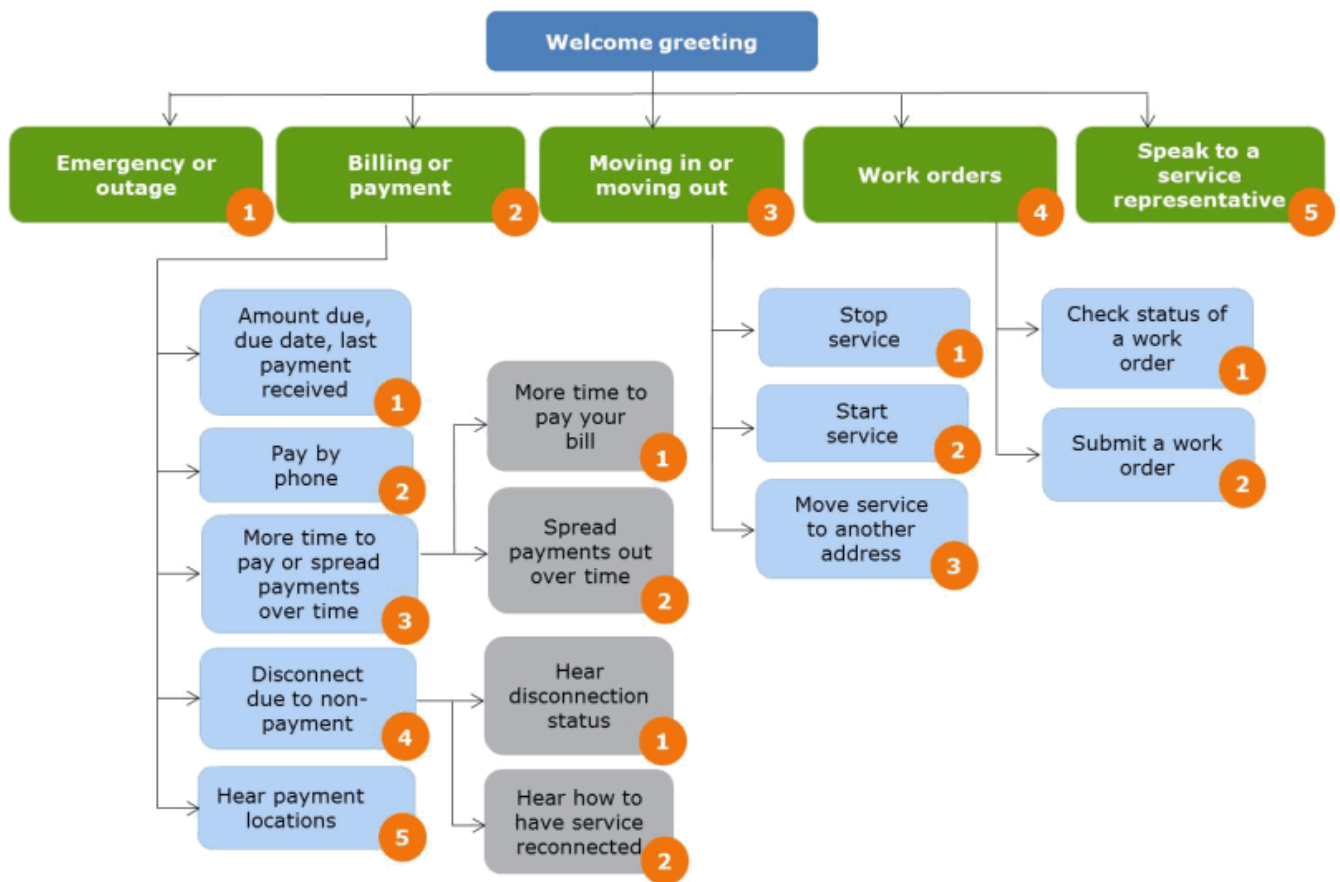 Welcome greeting
Emergency or
outage
1
Billing or
payment
2
Moving in or
moving out
3
Work orders
4
Speak to a
service
representative
5
Amount due,
due date, last
payment
received
1
Pay by
phone
2
More time to
pay or spread
payments
over time
3
More time to
pay your
bill
1
Spread
payments out
over time
2
Disconnect
due to non-
payment
4
Hear
disconnection
status
1
Hear how to
have service
reconnected
2
Hear payment
locations
5
Stop
service
1
Start
service
2
Move service
to another
address
3
Check status of
a work
order
1
Submit a work
order
2